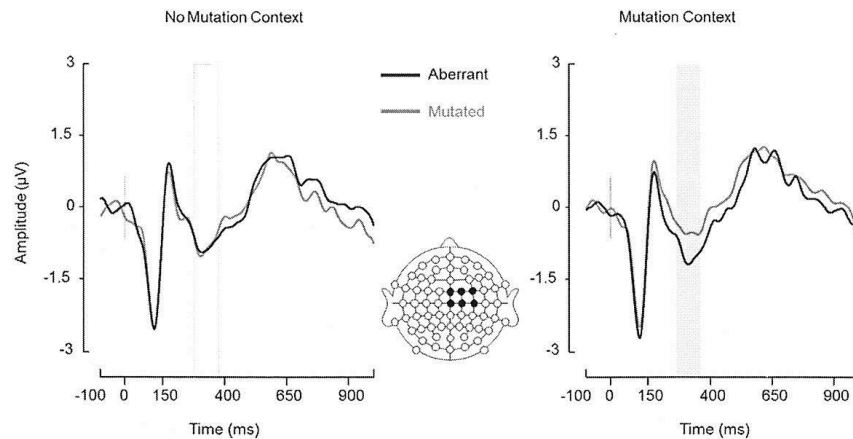 No Mutation Context
Mutation Context
3
1.5
0
-1.5
-3
Amplitude (µV)
-100 0 150 400 650 900
Time (ms)
Aberrant
Mutated
3
1.5
0
-1.5
-3
-100 0 150 400 650 900
Time (ms)